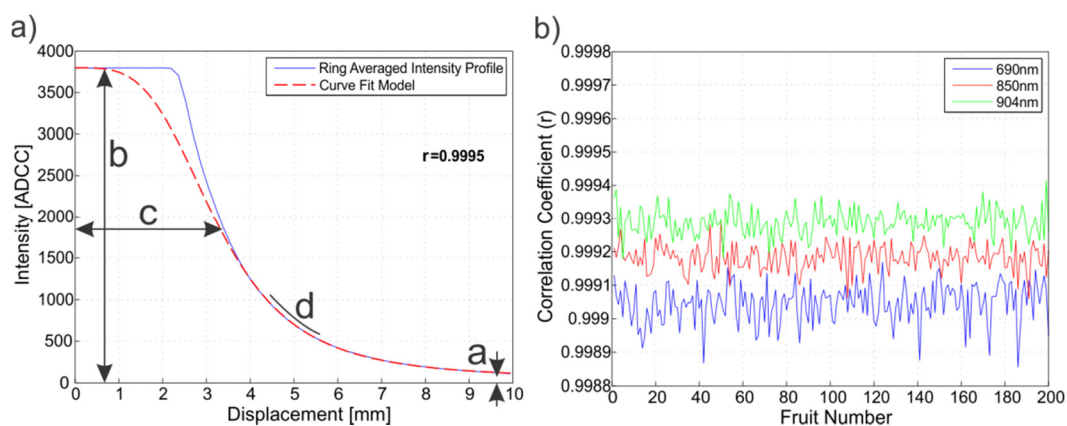 a)
4000
3500
3000
2500
2000
1500
1000
500
0
Intensity [ADCC]
0 1 2 3 4 5 6 7 8 9 10
Displacement [mm]
Ring Averaged Intensity Profile
Curve Fit Model
r=0.9995
b
c
d
a
b)
0.9998
0.9997
0.9996
0.9995
0.9994
0.9993
0.9992
0.9991
0.999
0.9989
0.9988
Correlation Coefficient (r)
0 20 40 60 80 100 120 140 160 180 200
Fruit Number
690nm
850nm
904nm